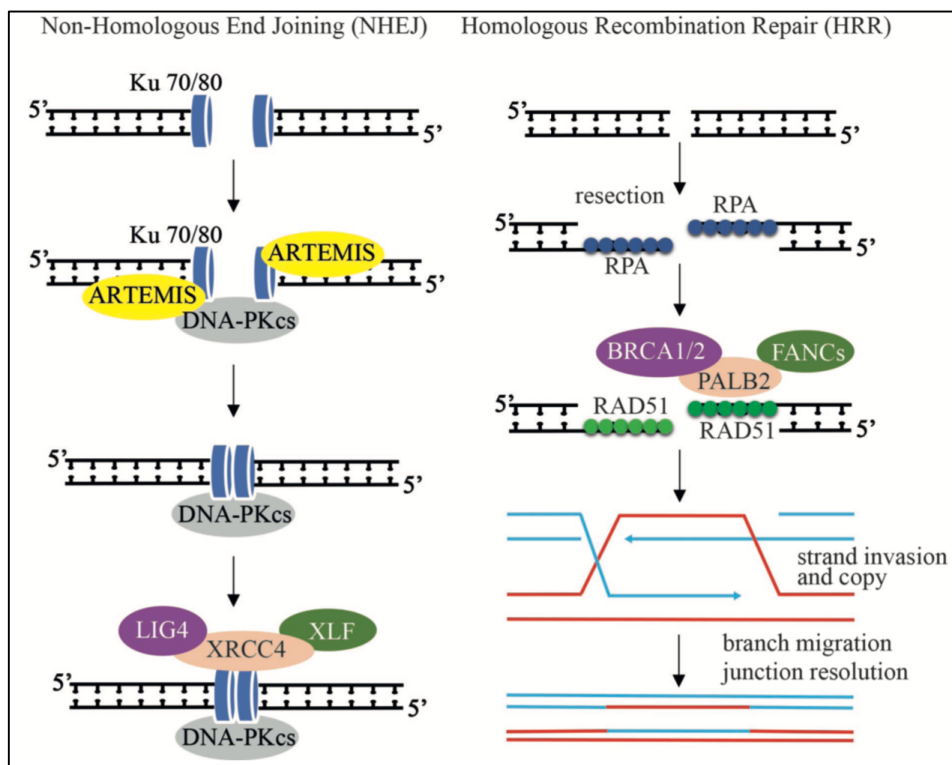 Non-Homologous End Joining (NHEJ)
Ku 70/80
5’
5’
Ku 70/80
ARTEMIS
5’
ARTEMIS
5’
DNA-PKcs
5’
5’
DNA-PKcs
LIG4
XLF
XRCC4
5’
5’
DNA-PKcs
Homologous Recombination Repair (HRR)
5’
5’
resection
RPA
5’
RPA
5’
BRCA1/2
FANCs
PALB2
RAD51
5’
RAD51
5’
strand invasion
and copy
branch migration
junction resolution